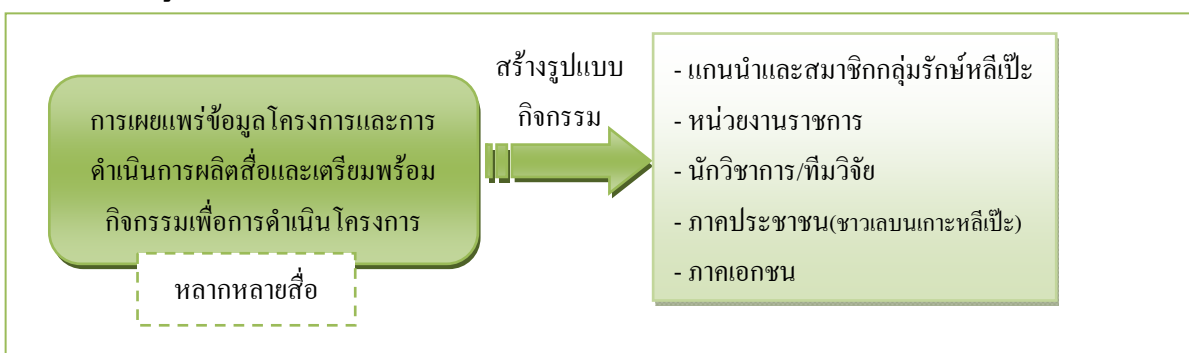 การเผยแพร่ข้อมูลโครงการและการ
ดำเนินการผลิตสื่อและเตรียมพร้อม
กิจกรรมเพื่อการดำเนินโครงการ
หลากหลายสื่อ
สร้างรูปแบบ
กิจกรรม
- แกนนำและสมาชิกกลุ่มรักษ์หลีเป๊ะ
- หน่วยงานราชการ
- นักวิชาการ/ทีมวิจัย
- ภาคประชาชน(ชาวเลบนเกาะหลีเป๊ะ)
- ภาคเอกชน